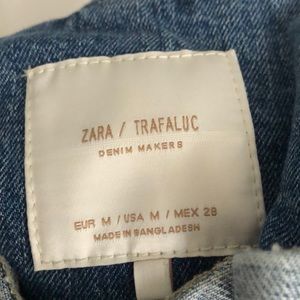 ZARA / TRAFALUC
DENIM MAKERS
EUR M / USA M / MEX 28
MADE IN BANGLADESH